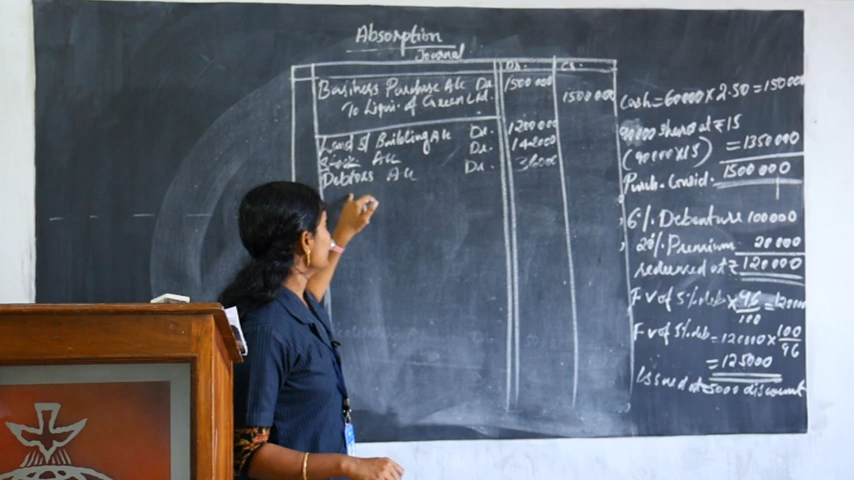 Absorption
Journal
Dr. Cr.
Business Purchase A/c Dr 1500000
To Liqui. of Green Ltd. 1500000
Land & Building A/c Dr. 1200000
Stock A/c Dr. 142000
Debtors A/c Dr. 36000
Cash = 60000 × 2.50 = 150000
90000 shares at ₹ 15
(90000×15) = 1350000
Purch. Consid. 1500000
6% Debenture 100000
20% Premium 20000
redeemed at ₹ 120000
F V of 5% deb × 96/100 = 120000
F V of 5% deb = 120000 × 100/96
= 125000
Issued at 5000 discount